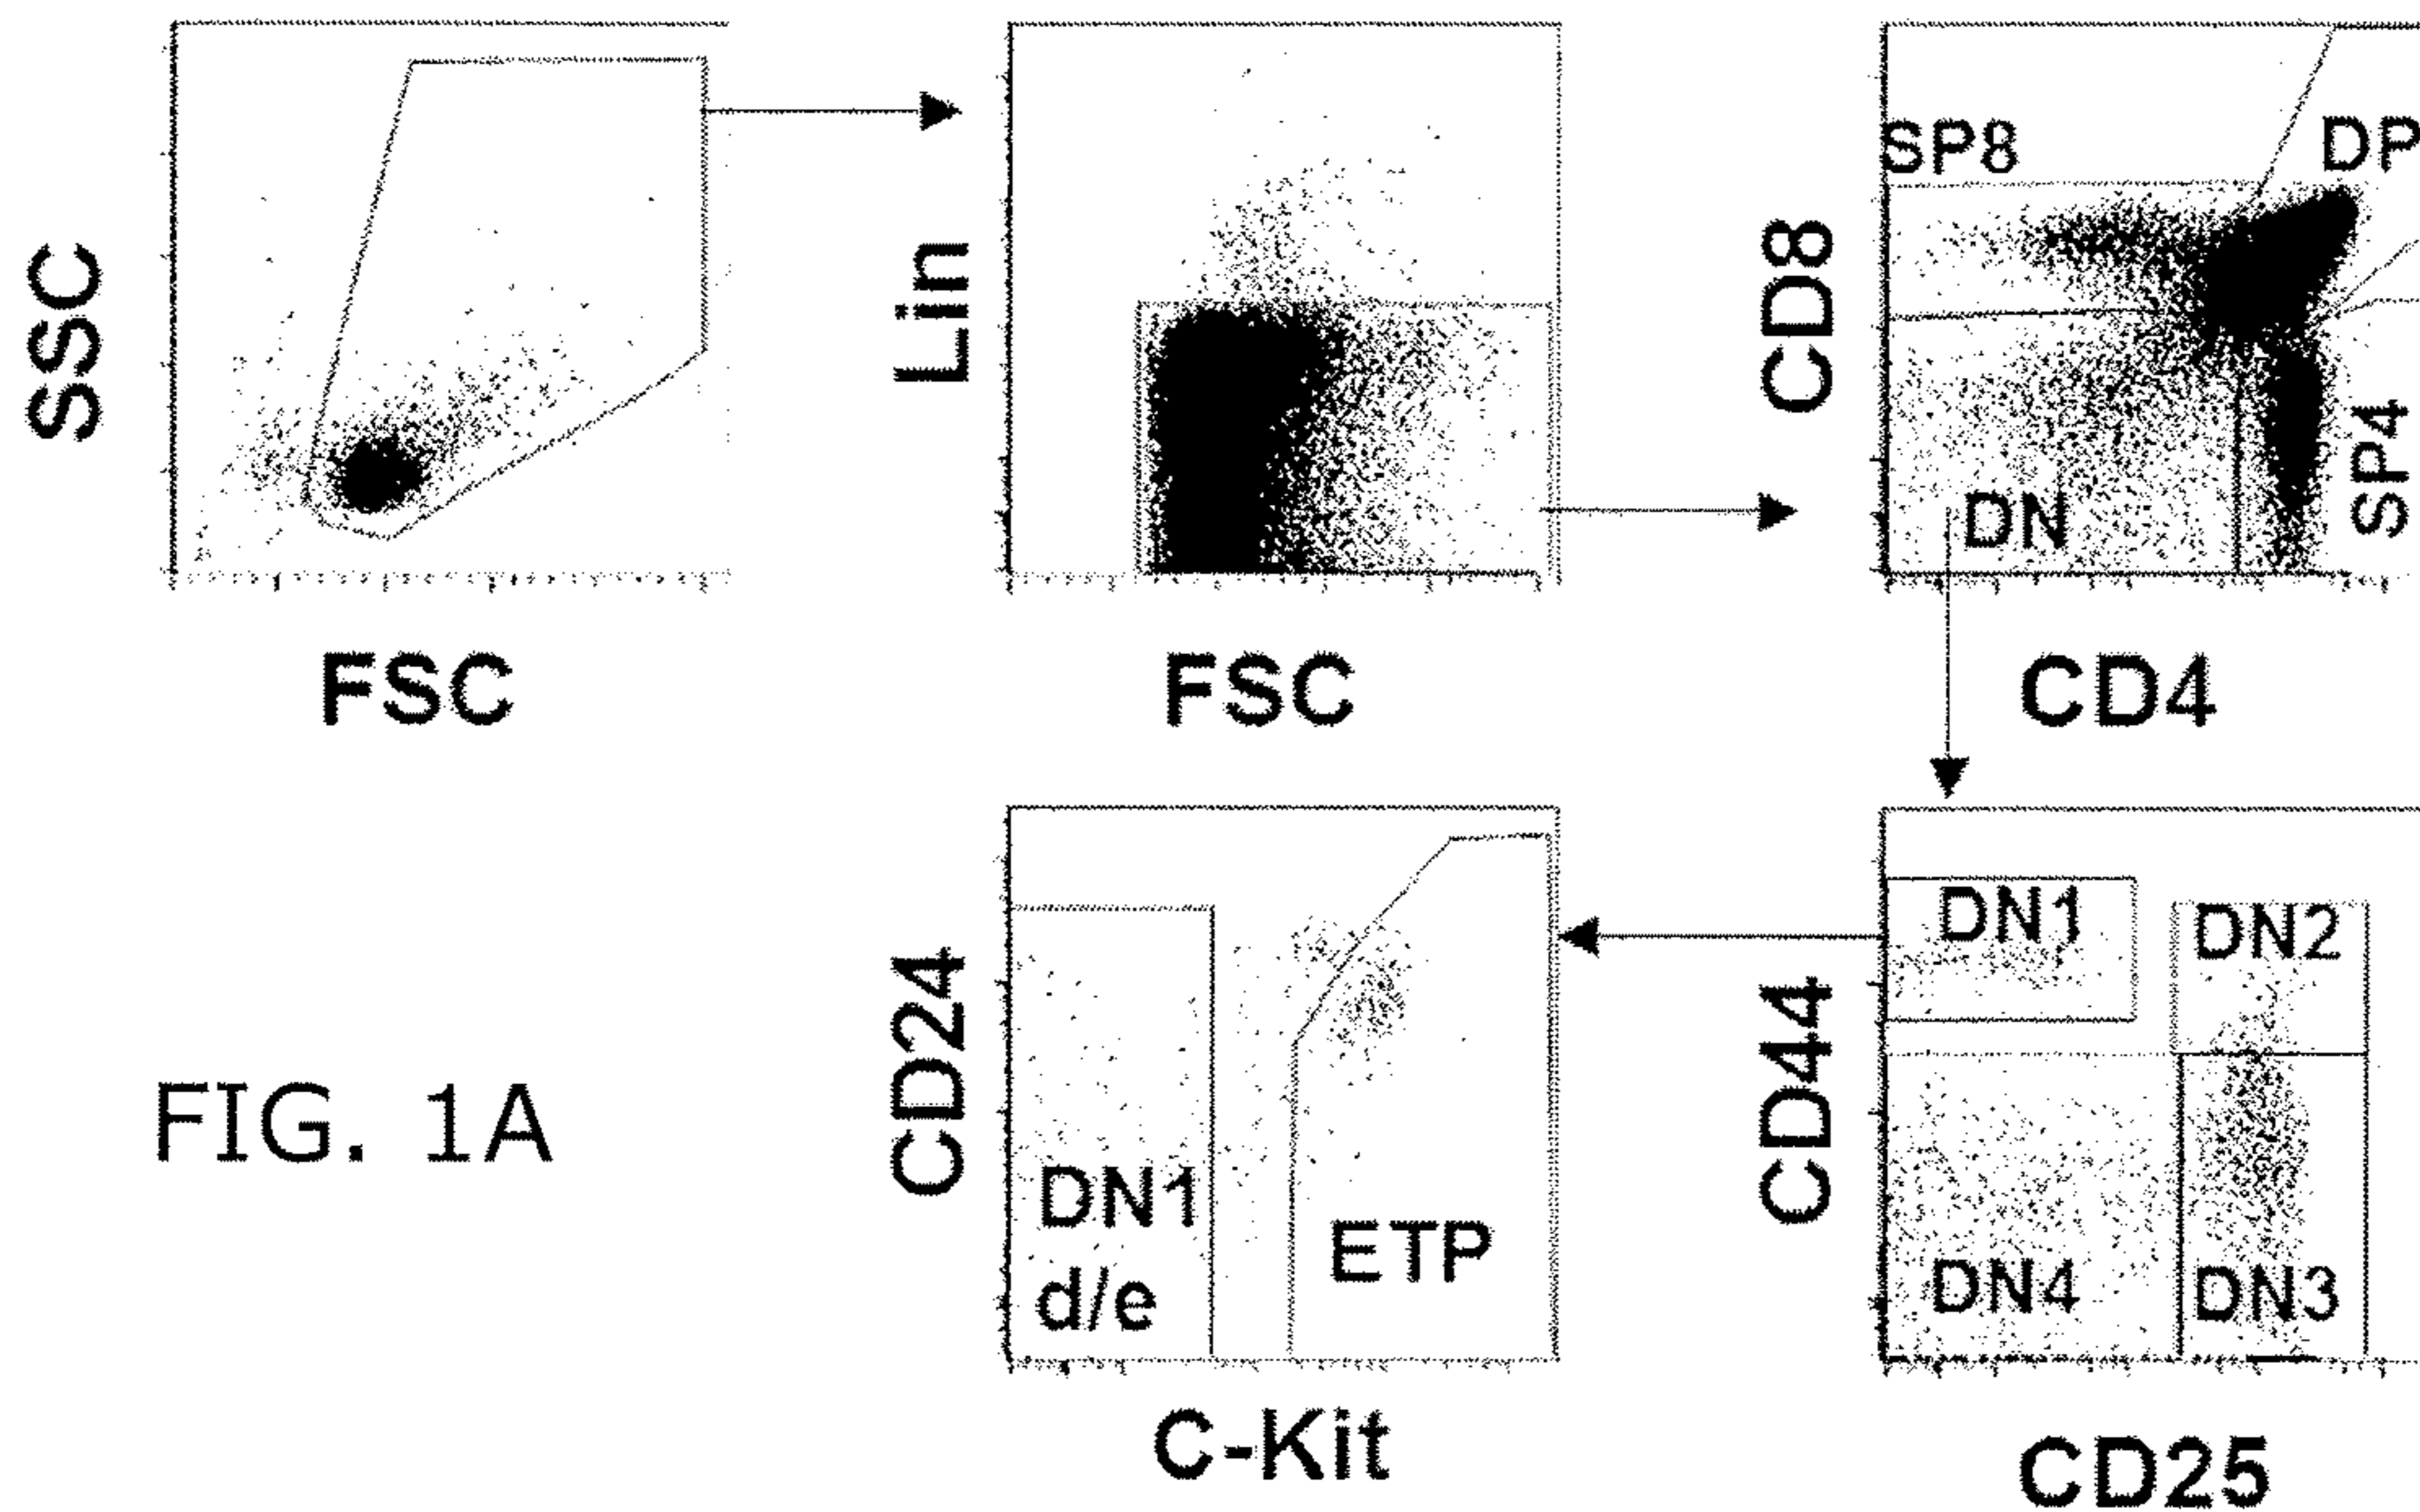 SSC
FSC
Lin
FSC
CD8
SP8
DP
DN
SP4
CD4
CD24
DN1
d/e
ETP
C-Kit
CD44
DN1
DN2
DN4
DN3
CD25
FIG. 1A